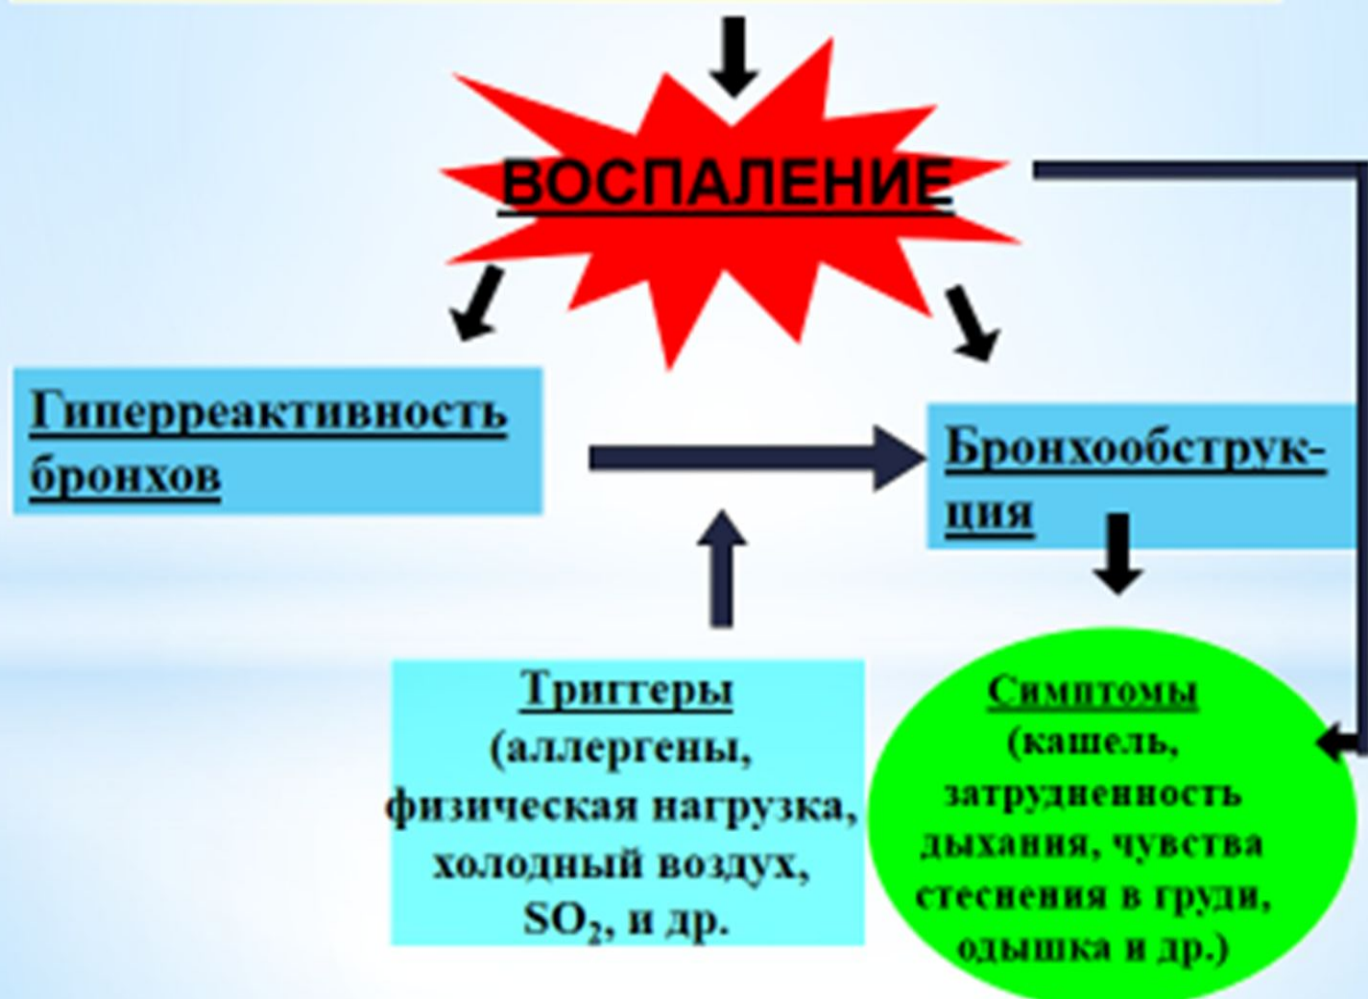 ВОСПАЛЕНИЕ
Гиперреактивность
бронхов
Бронхообструк-
ция
Триггеры
(аллергены,
физическая нагрузка,
холодный воздух,
SO₂, и др.
Симптомы
(кашель,
затрудненность
дыхания, чувства
стеснения в груди,
одышка и др.)